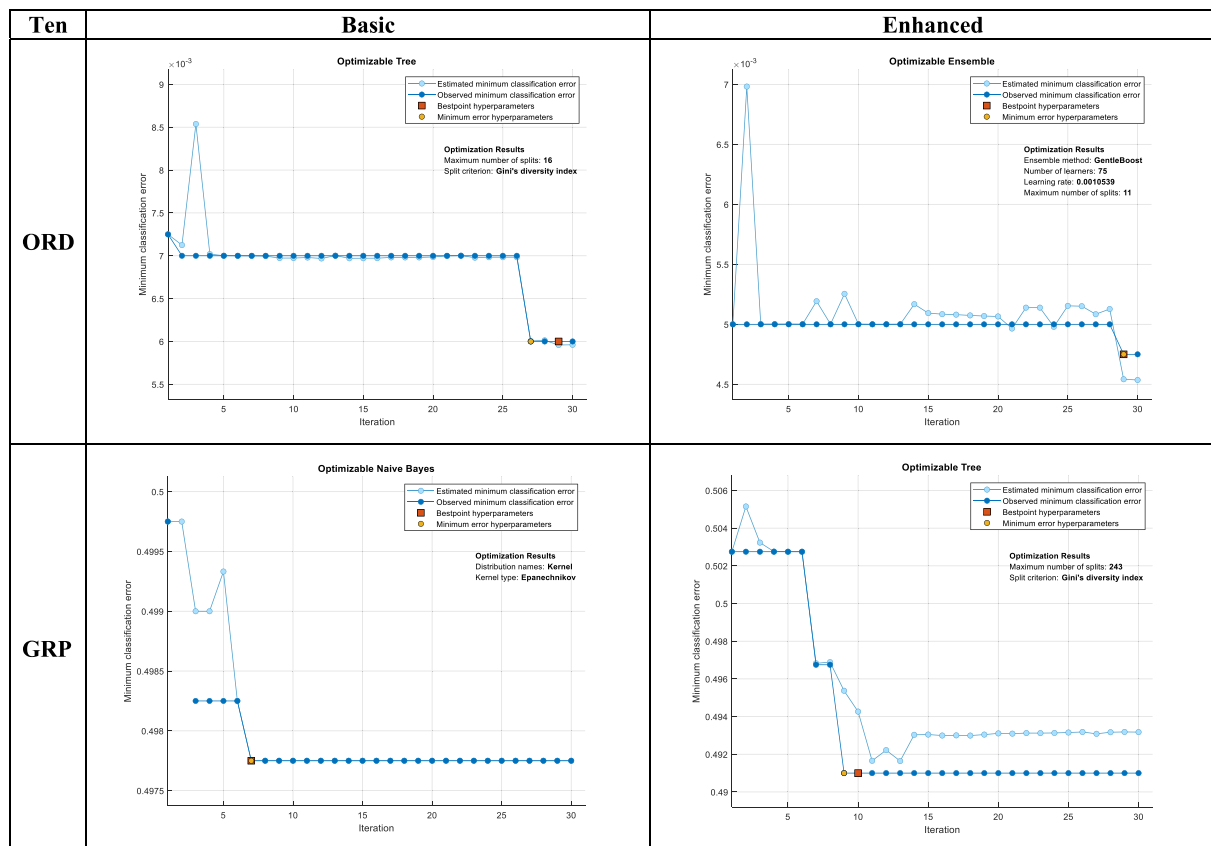 Ten Basic Enhanced
ORD
×10⁻³
Optimizable Tree
Estimated minimum classification error
Observed minimum classification error
Bestpoint hyperparameters
Minimum error hyperparameters
Optimization Results
Maximum number of splits: 16
Split criterion: Gini's diversity index
Minimum classification error
9
8.5
8
7.5
7
6.5
6
5.5
5 10 15 20 25 30
Iteration
×10⁻³
Optimizable Ensemble
Estimated minimum classification error
Observed minimum classification error
Bestpoint hyperparameters
Minimum error hyperparameters
Optimization Results
Ensemble method: GentleBoost
Number of learners: 75
Learning rate: 0.0010539
Maximum number of splits: 11
Minimum classification error
7
6.5
6
5.5
5
4.5
5 10 15 20 25 30
Iteration
GRP
Optimizable Naive Bayes
Estimated minimum classification error
Observed minimum classification error
Bestpoint hyperparameters
Minimum error hyperparameters
Optimization Results
Distribution names: Kernel
Kernel type: Epanechnikov
Minimum classification error
0.5
0.4995
0.499
0.4985
0.498
0.4975
5 10 15 20 25 30
Iteration
Optimizable Tree
Estimated minimum classification error
Observed minimum classification error
Bestpoint hyperparameters
Minimum error hyperparameters
Optimization Results
Maximum number of splits: 243
Split criterion: Gini's diversity index
Minimum classification error
0.506
0.504
0.502
0.5
0.498
0.496
0.494
0.492
0.49
5 10 15 20 25 30
Iteration